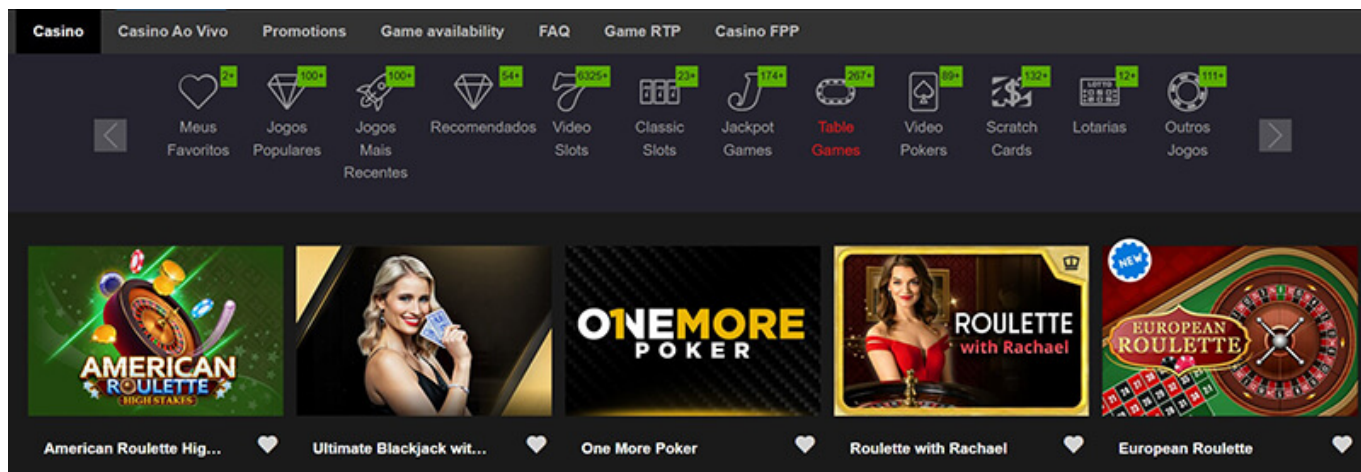 Casino Casino Ao Vivo Promotions Game availability FAQ Game RTP Casino FPP
2+ 100+ 100+ 54+ 6325+ 23+ 174+ 267+ 89+ 132+ 12+ 111+
LOTTO
Meus Jogos Jogos Recomendados Video Classic Jackpot Table Video Scratch Lotarias Outros
Favoritos Populares Mais Slots Slots Games Games Pokers Cards Jogos
Recentes
NEW
AMERICAN
ROULETTE
HIGH STAKES
O1NEMORE
POKER
ROULETTE
with Rachael
EUROPEAN
ROULETTE
American Roulette Hig... Ultimate Blackjack wit... One More Poker Roulette with Rachael European Roulette